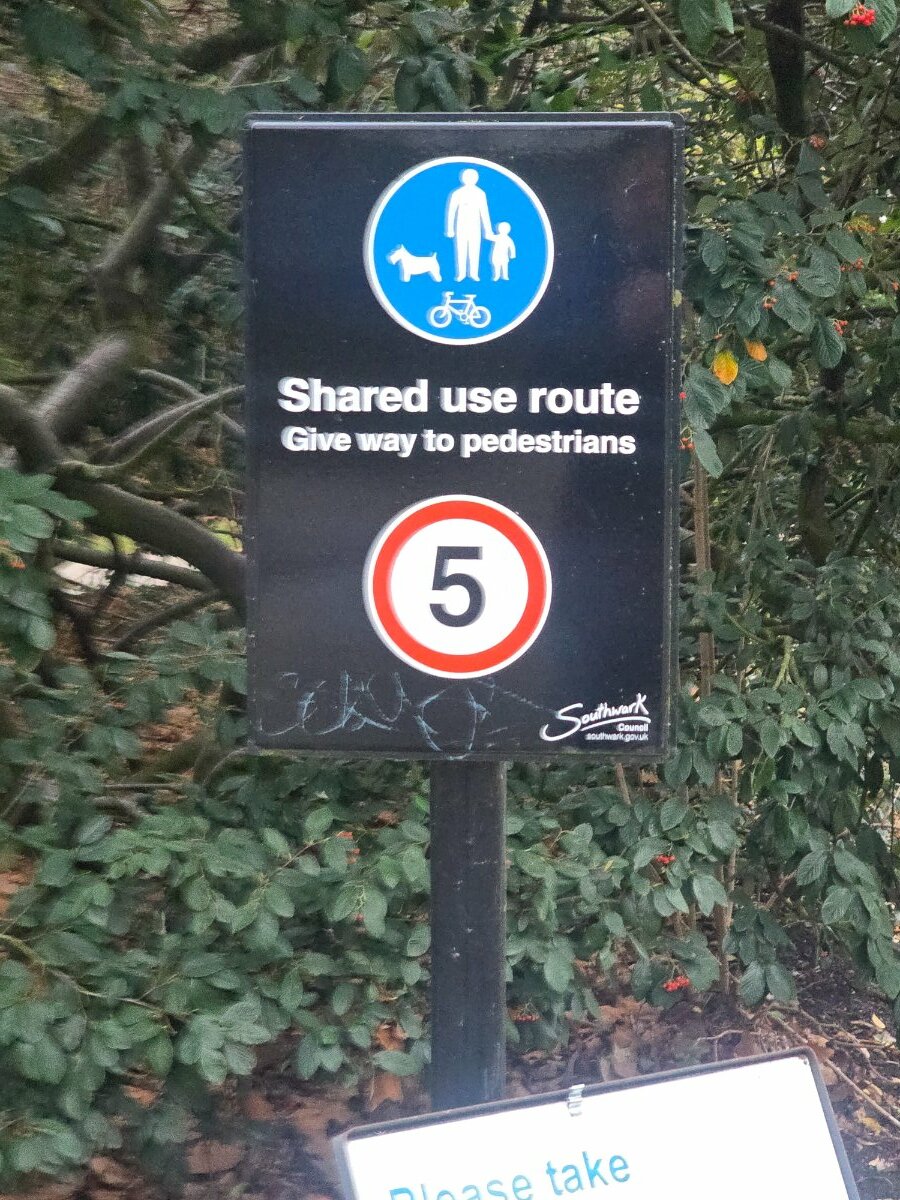 Shared use route
Give way to pedestrians
5
Southwark
Council
southwark.gov.uk
Please take